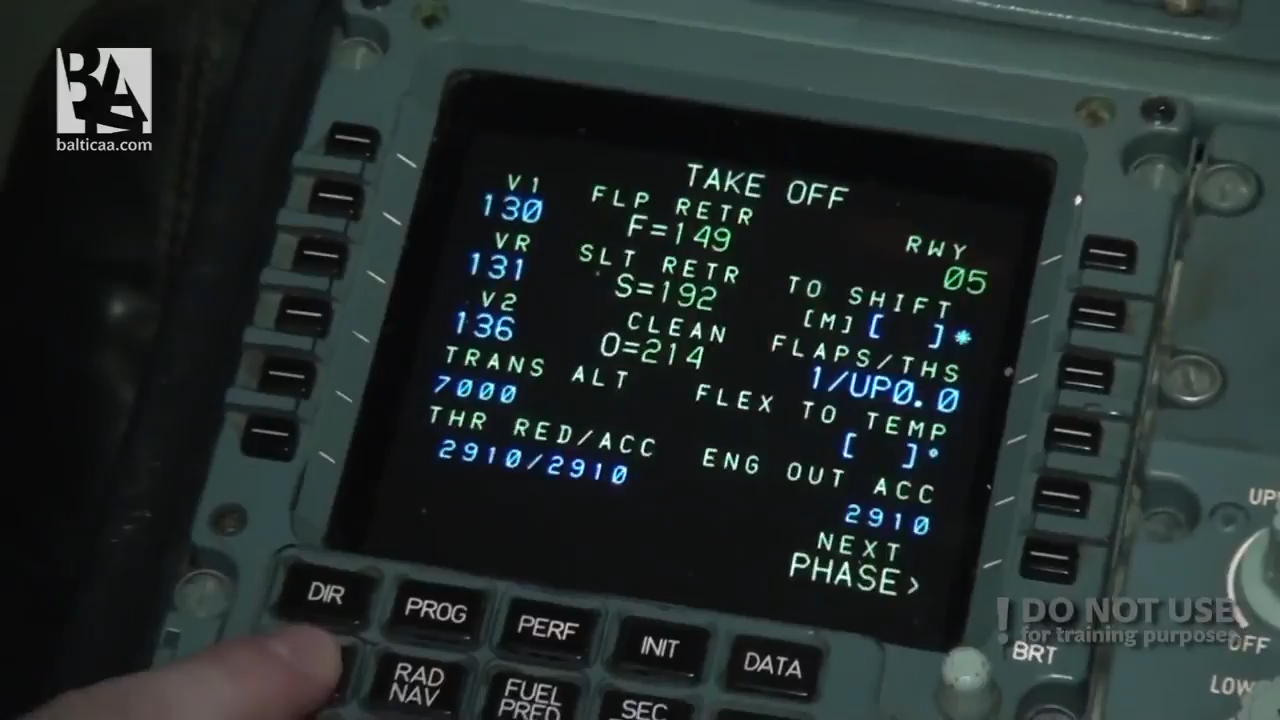 BA
balticaa.com
TAKE OFF
V1 FLP RETR RWY
130 F=149 05
VR SLT RETR TO SHIFT
131 S=192 [M][ ]*
V2 CLEAN FLAPS/THS
136 O=214 1/UP0.0
TRANS ALT FLEX TO TEMP
7000 [ ]°
THR RED/ACC ENG OUT ACC
2910/2910 2910
NEXT
PHASE>
! DO NOT USE
for training purposes
DIR PROG PERF INIT DATA
BRT
OFF
RAD
NAV
FUEL
PRED
SEC
LOW